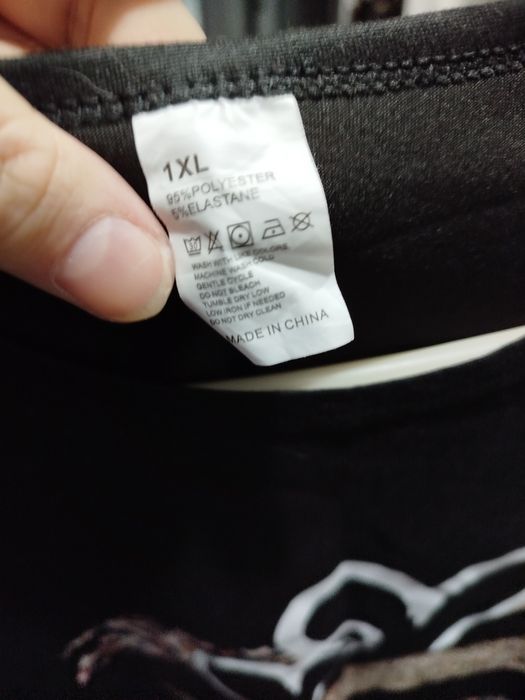 1XL
95%POLYESTER
5%ELASTANE
WASH WITH LIKE COLORS
MACHINE WASH COLD
GENTLE CYCLE
DO NOT BLEACH
TUMBLE DRY LOW
LOW IRON IF NEEDED
DO NOT DRY CLEAN
MADE IN CHINA